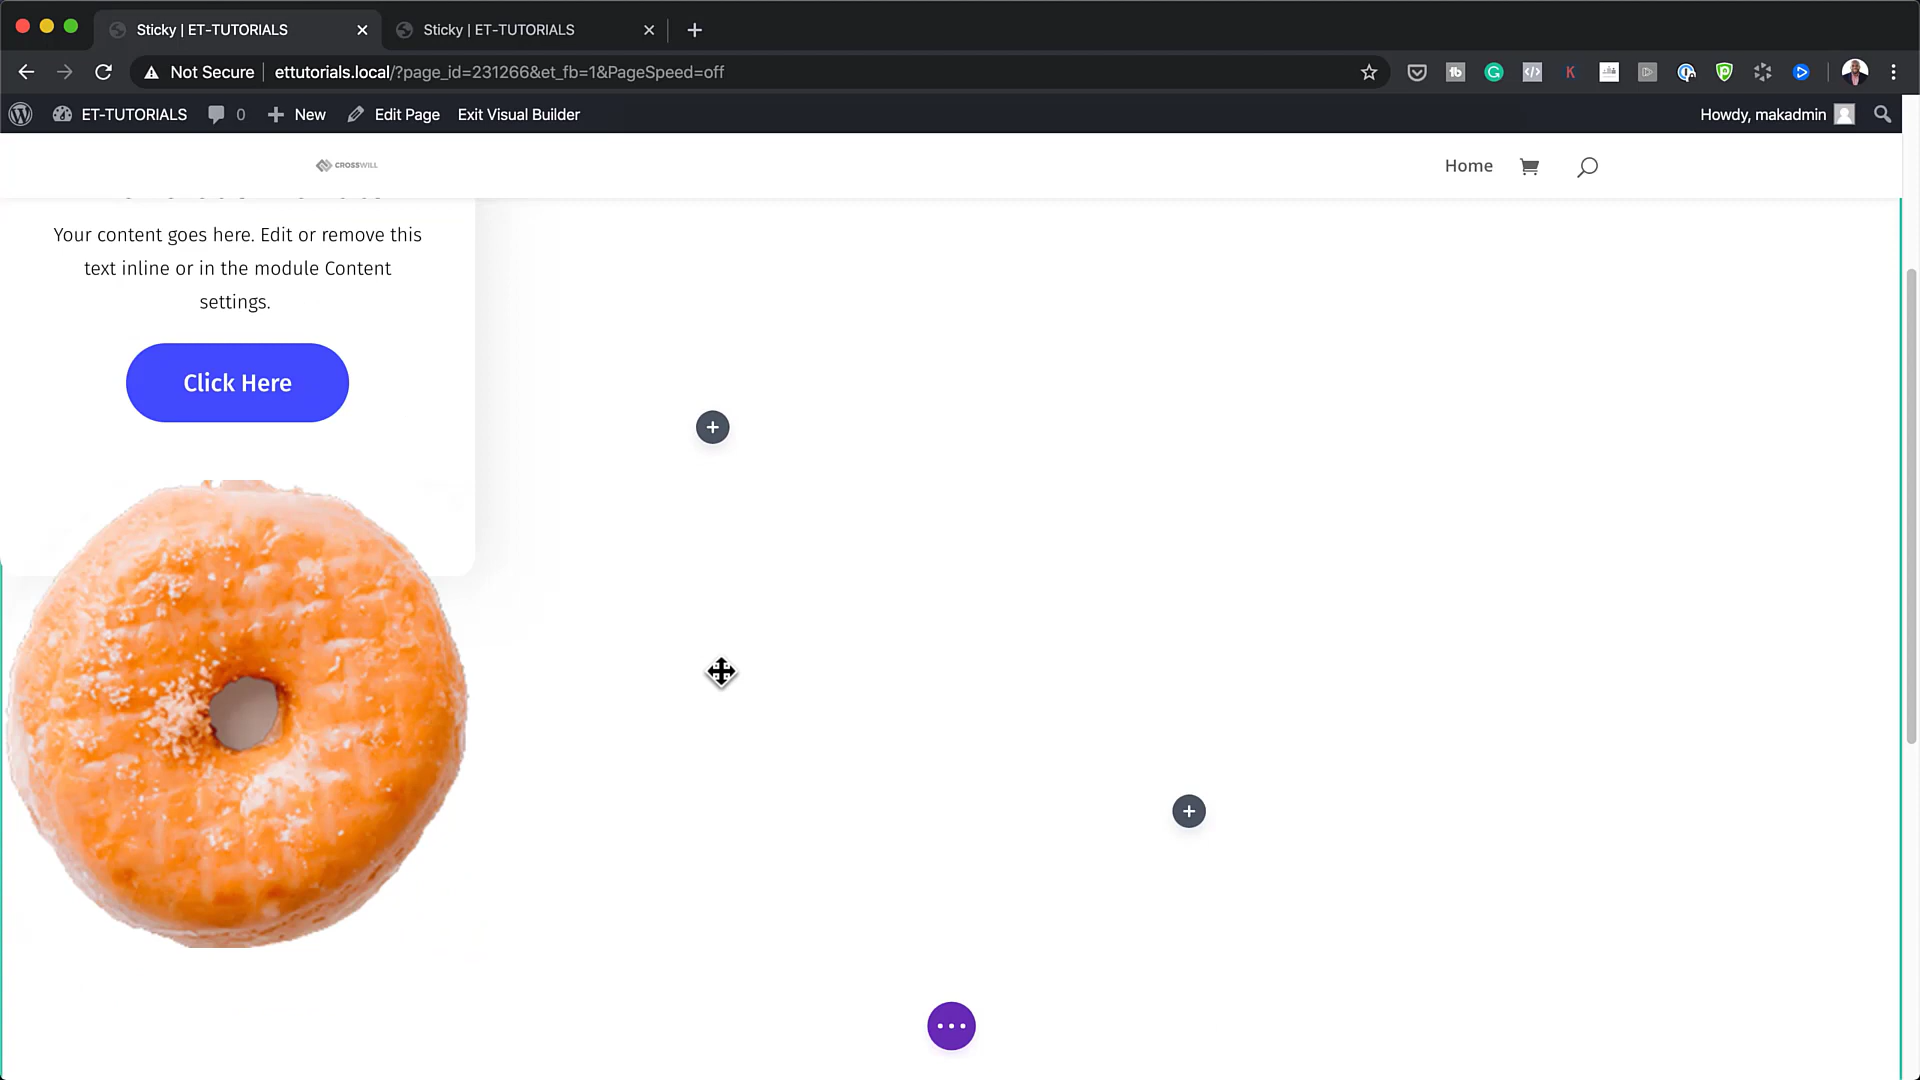 Sticky | ET-TUTORIALS
Sticky | ET-TUTORIALS
Not Secure
ettutorials.local/?page_id=231266&et_fb=1&PageSpeed=off
ET-TUTORIALS
0
New
Edit Page
Exit Visual Builder
Howdy, makadmin
CROSSWILL
Home
Your content goes here. Edit or remove this
text inline or in the module Content
settings.
Click Here